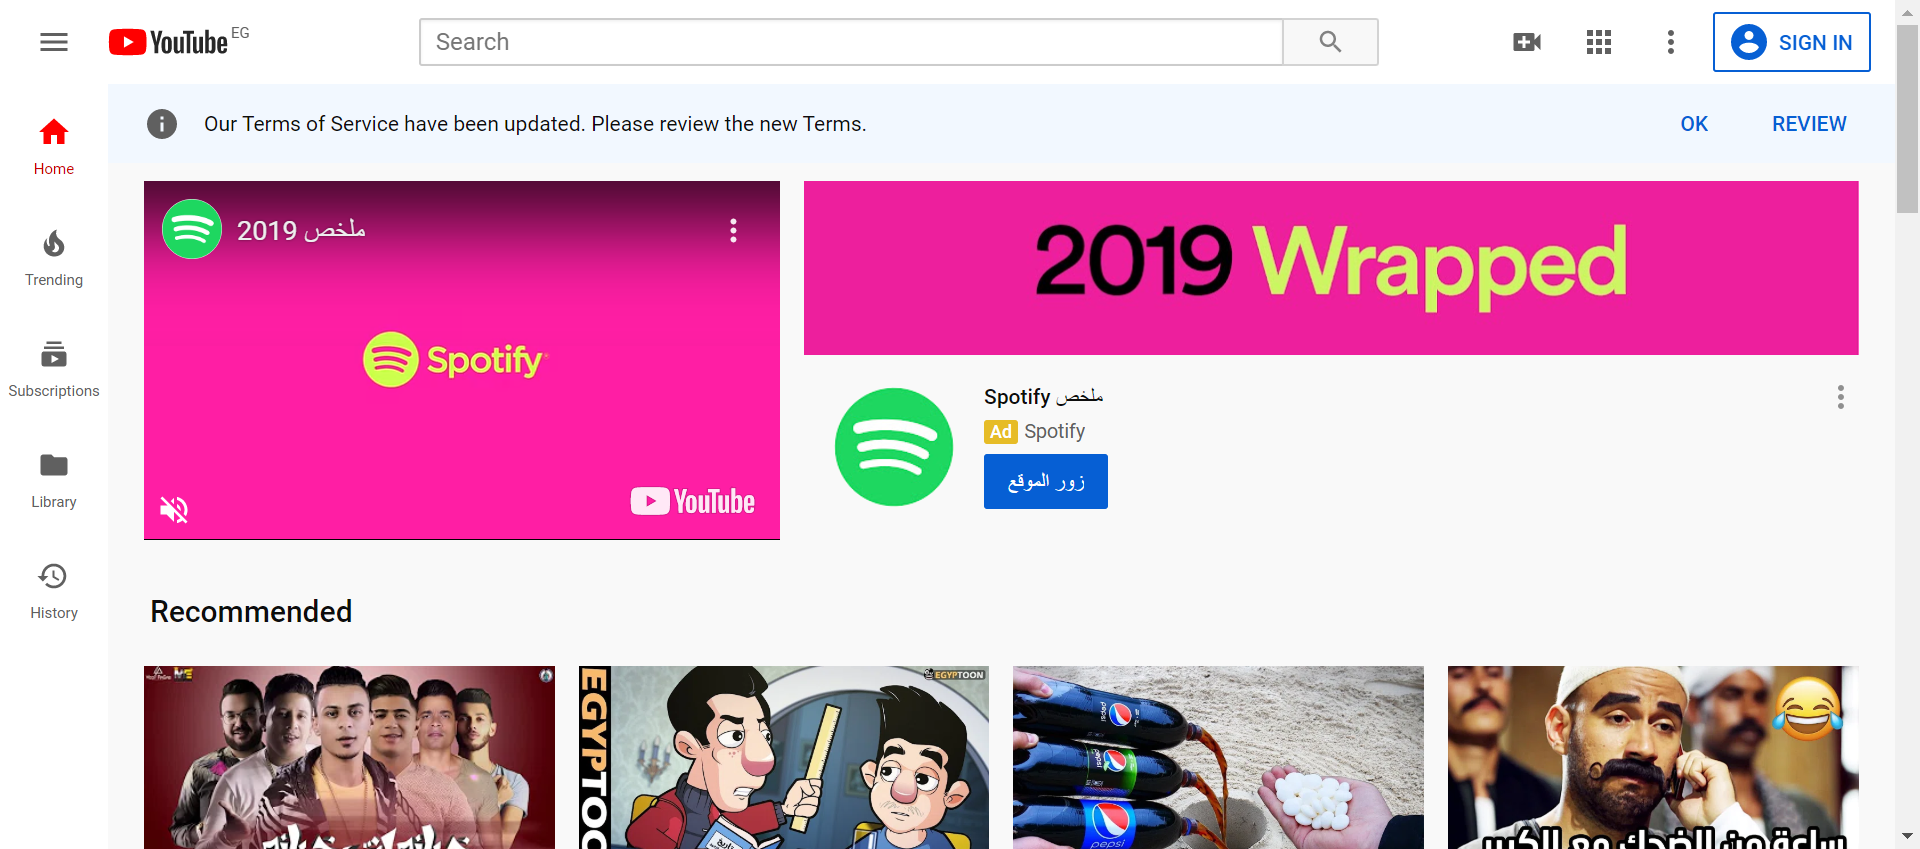 YouTube EG
Search
SIGN IN
Our Terms of Service have been updated. Please review the new Terms.
OK
REVIEW
Home
Trending
Subscriptions
Library
History
ملخص 2019
Spotify
YouTube
2019 Wrapped
ملخص Spotify
Ad Spotify
زور الموقع
Recommended
EGYPTOON
EGYPTOO
pepsi
pepsi
pepsi
ساعة من الضحك مع الكبير